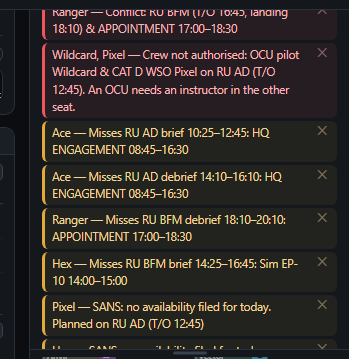 Ranger — Conflict: RU BFM (T/O 16:45, landing
18:10) & APPOINTMENT 17:00–18:30
Wildcard, Pixel — Crew not authorised: OCU pilot
Wildcard & CAT D WSO Pixel on RU AD (T/O
12:45). An OCU needs an instructor in the other
seat.
Ace — Misses RU AD brief 10:25–12:45: HQ
ENGAGEMENT 08:45–16:30
Ace — Misses RU AD debrief 14:10–16:10: HQ
ENGAGEMENT 08:45–16:30
Ranger — Misses RU BFM debrief 18:10–20:10:
APPOINTMENT 17:00–18:30
Hex — Misses RU BFM brief 14:25–16:45: Sim EP-
10 14:00–15:00
Pixel — SANS: no availability filed for today.
Planned on RU AD (T/O 12:45)